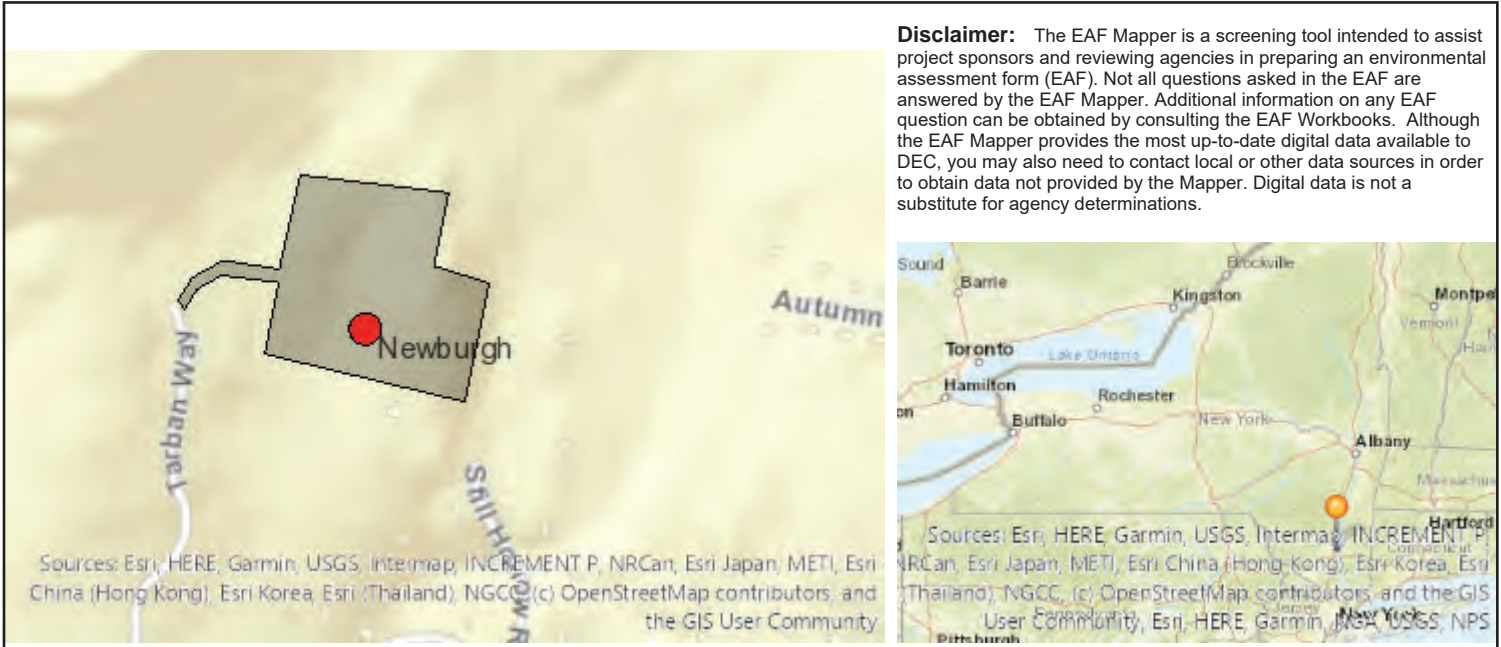 Disclaimer: The EAF Mapper is a screening tool intended to assist
project sponsors and reviewing agencies in preparing an environmental
assessment form (EAF). Not all questions asked in the EAF are
answered by the EAF Mapper. Additional information on any EAF
question can be obtained by consulting the EAF Workbooks. Although
the EAF Mapper provides the most up-to-date digital data available to
DEC, you may also need to contact local or other data sources in order
to obtain data not provided by the Mapper. Digital data is not a
substitute for agency determinations.
Autumn
Newburgh
Tarban Way
Still Hollow R
Sources: Esri, HERE, Garmin, USGS, Intermap, INCREMENT P, NRCan, Esri Japan, METI, Esri
China (Hong Kong), Esri Korea, Esri (Thailand), NGCC, (c) OpenStreetMap contributors, and
the GIS User Community
Sound
Barrie
Brockville
Kingston
Montpel
Vermont
Toronto
Lake Ontario
Hamilton
Rochester
Buffalo
New York
Albany
Massachus
Hartford
Connecticut
Sources: Esri, HERE, Garmin, USGS, Intermap, INCREMENT P,
NRCan, Esri Japan, METI, Esri China (Hong Kong), Esri Korea, Esri
(Thailand), NGCC, (c) OpenStreetMap contributors, and the GIS
User Community, Esri, HERE, Garmin, NGA, USGS, NPS
Pennsylvania
New York
Pittsburgh